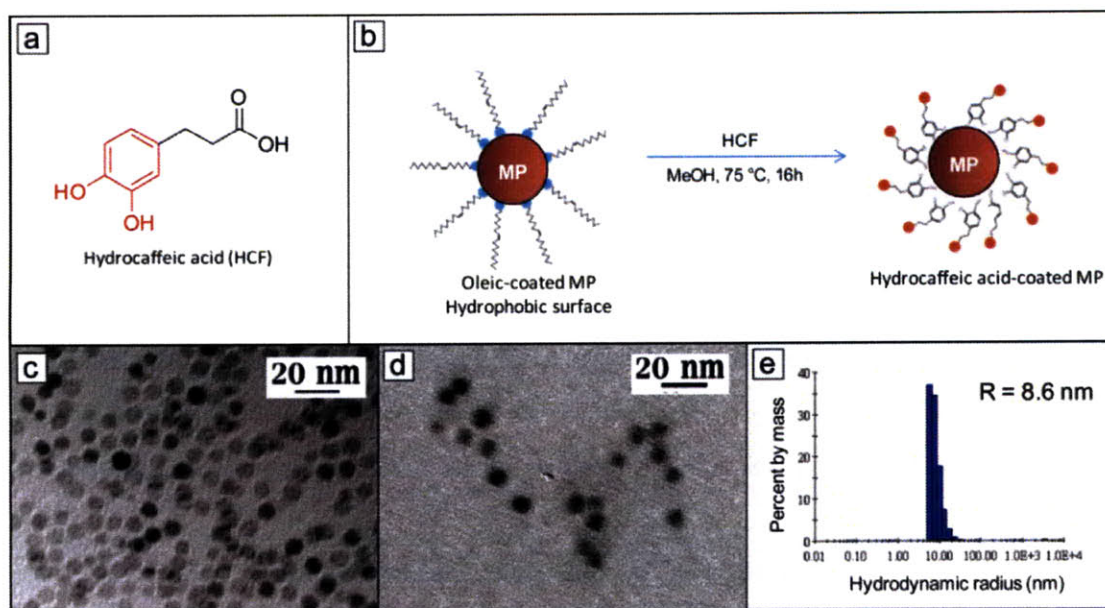 a
O
OH
HO
OH
Hydrocaffeic acid (HCF)
b
MP
Oleic-coated MP
Hydrophobic surface
HCF
MeOH, 75 °C, 16h
MP
Hydrocaffeic acid-coated MP
c
20 nm
d
20 nm
e
R = 8.6 nm
Percent by mass
40
30
20
10
0
0.01 0.10 1.00 10.00 100.00 1.0E+3 1.0E+4
Hydrodynamic radius (nm)